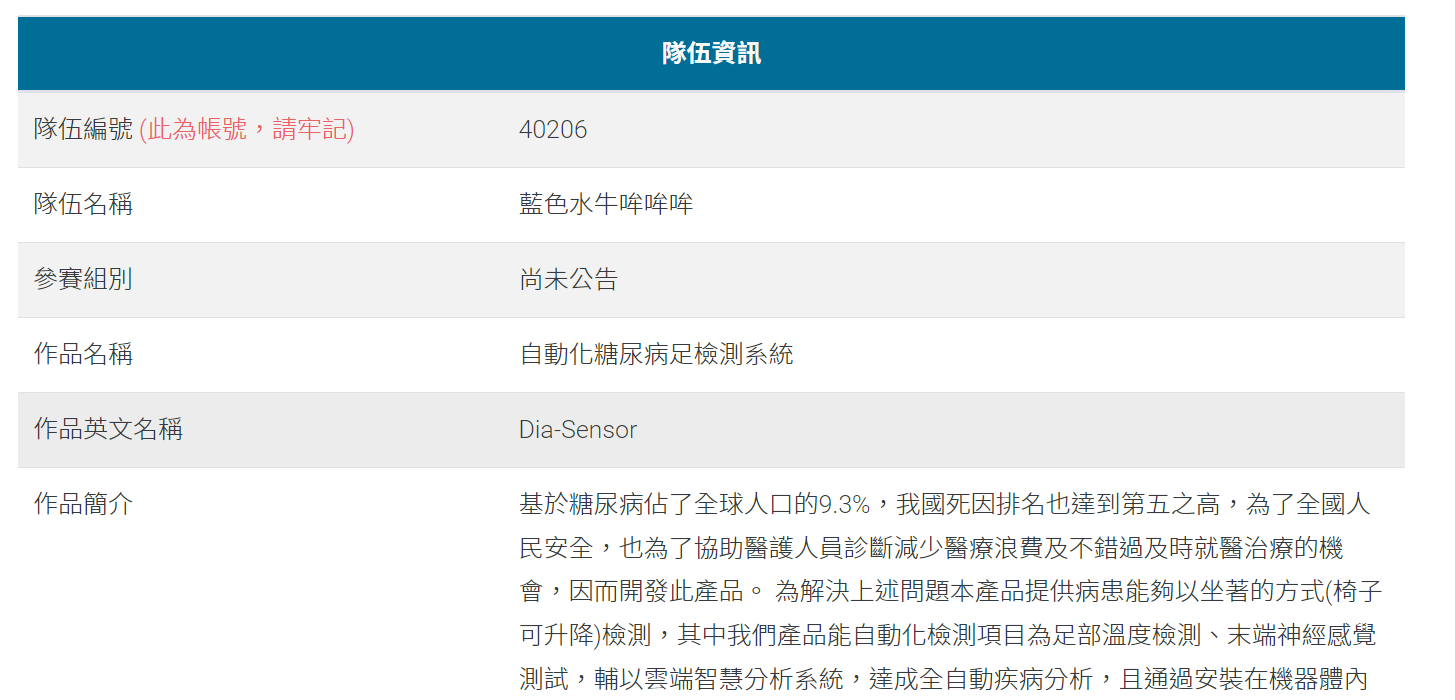 隊伍資訊
隊伍編號 (此為帳號，請牢記) 40206
隊伍名稱 藍色水牛哞哞哞
參賽組別 尚未公告
作品名稱 自動化糖尿病足檢測系統
作品英文名稱 Dia-Sensor
作品簡介 基於糖尿病佔了全球人口的9.3%，我國死因排名也達到第五之高，為了全國人
民安全，也為了協助醫護人員診斷減少醫療浪費及不錯過及時就醫治療的機
會，因而開發此產品。 為解決上述問題本產品提供病患能夠以坐著的方式(椅子
可升降)檢測，其中我們產品能自動化檢測項目為足部溫度檢測、末端神經感覺
測試，輔以雲端智慧分析系統，達成全自動疾病分析，且通過安裝在機器體內